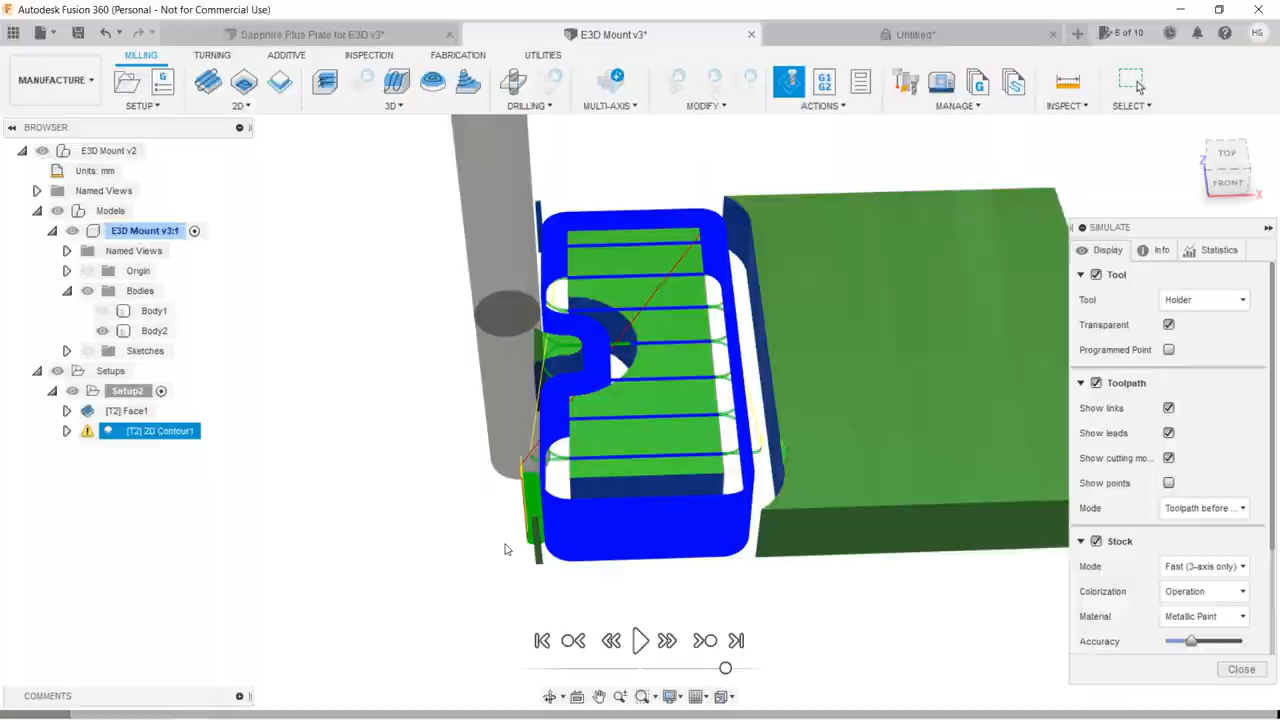 Autodesk Fusion 360 (Personal - Not for Commercial Use)
Sapphire Plus Plate for E3D v3*
E3D Mount v3*
Untitled*
6 of 10
HG
MILLING
TURNING
ADDITIVE
INSPECTION
FABRICATION
UTILITIES
MANUFACTURE
G
G1
G2
G
SETUP
2D
3D
DRILLING
MULTI-AXIS
MODIFY
ACTIONS
MANAGE
INSPECT
SELECT
BROWSER
E3D Mount v2
Units: mm
Named Views
Models
E3D Mount v3:1
Named Views
Origin
Bodies
Body1
Body2
Sketches
Setups
Setup2
[T2] Face1
[T2] 2D Contour1
TOP
FRONT
Z
X
SIMULATE
Display
Info
Statistics
Tool
Tool
Holder
Transparent
Programmed Point
Toolpath
Show links
Show leads
Show cutting mo...
Show points
Mode
Toolpath before ...
Stock
Mode
Fast (3-axis only)
Colorization
Operation
Material
Metallic Paint
Accuracy
Close
COMMENTS